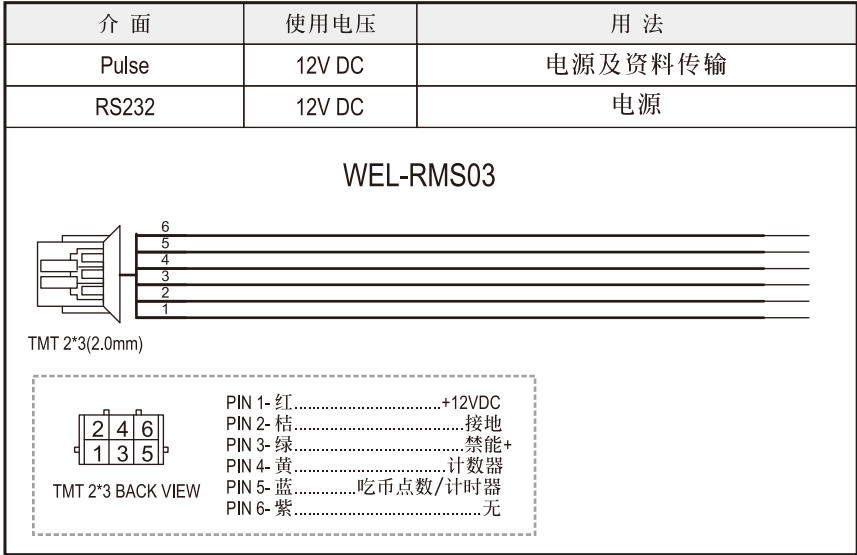 介 面 使用电压 用 法
Pulse 12V DC 电源及资料传输
RS232 12V DC 电源
WEL-RMS03
6
5
4
3
2
1
TMT 2*3(2.0mm)
PIN 1- 红....................+12VDC
PIN 2- 桔.......................接地
PIN 3- 绿.......................禁能+
PIN 4- 黄....................计数器
PIN 5- 蓝............吃币点数/计时器
PIN 6- 紫.........................无
2 4 6
1 3 5
TMT 2*3 BACK VIEW